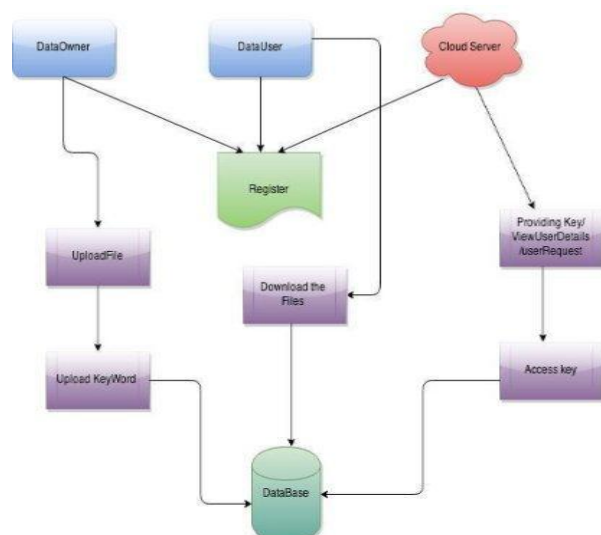 DataOwner
DataUser
Cloud Server
Register
Providing Key/
ViewUserDetails
/userRequest
UploadFile
Download the
Files
Upload KeyWord
Access key
DataBase